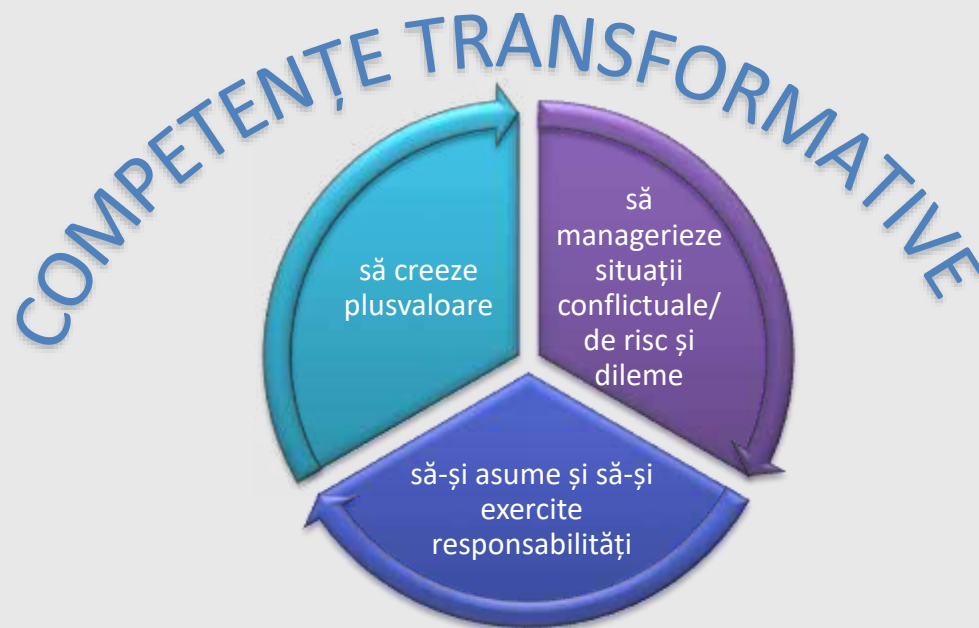 COMPETENȚE TRANSFORMATIVE
să
managerieze
situații
conflictuale/
de risc și
dileme
să-și asume și să-și
exercite
responsabilități
să creeze
plusvaloare